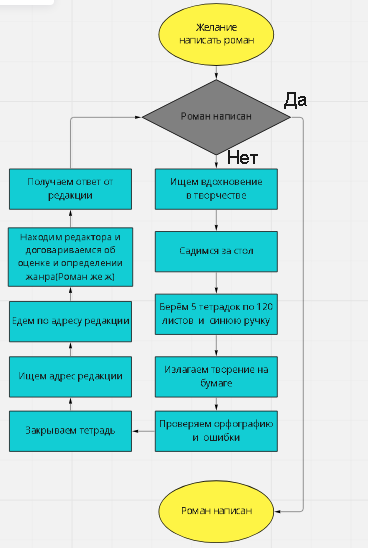 Желание
написать роман
Роман написан
Да
Нет
Ищем вдохновение
в творчестве
Садимся за стол
Берём 5 тетрадок по 120
листов и синюю ручку
Излагаем творение на
бумаге
Проверяем орфографию
и ошибки
Закрываем тетрадь
Ищем адрес редакции
Едем по адресу редакции
Находим редактора и
договариваемся об
оценке и определении
жанра(Роман же ж)
Получаем ответ от
редакции
Роман написан